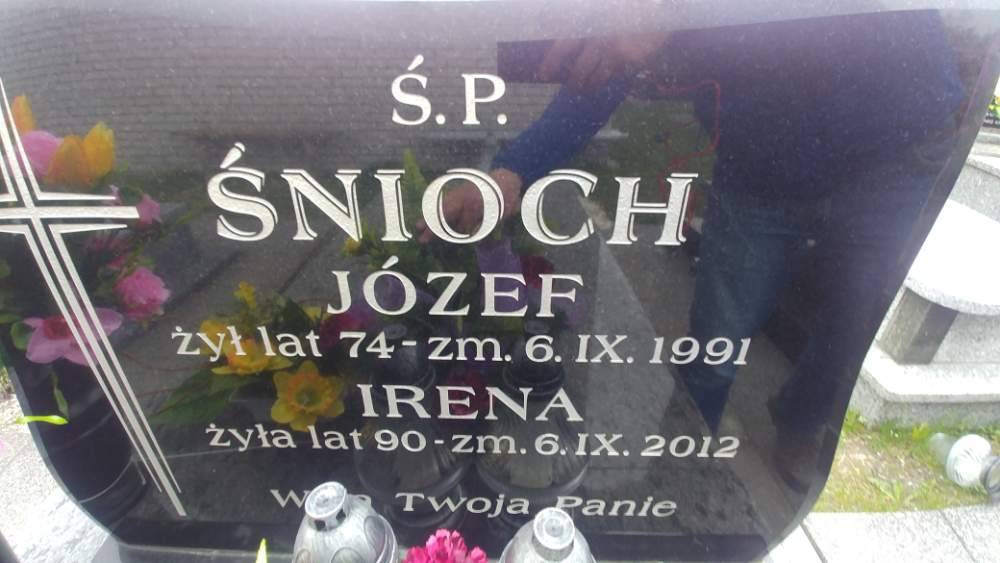 Ś.P.
ŚNIOCH
JÓZEF
żył lat 74 - zm. 6. IX. 1991
IRENA
żyła lat 90 - zm. 6. IX. 2012
Twoja Panie